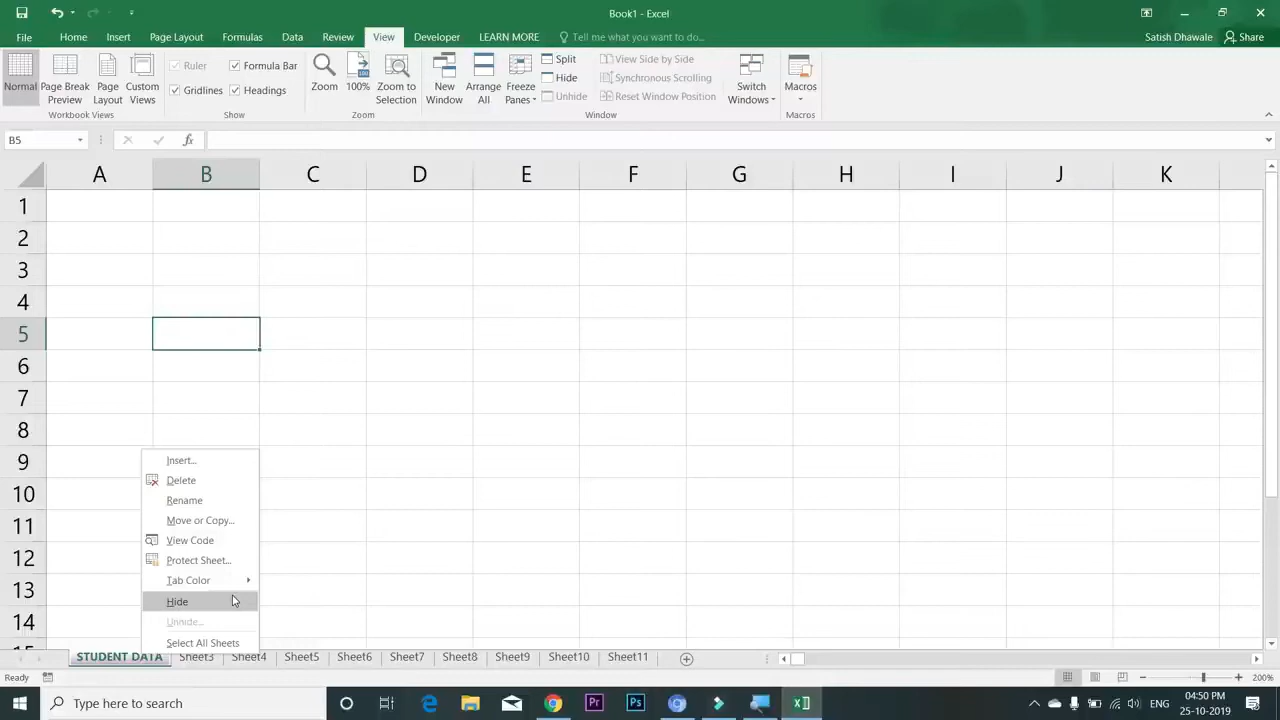 Book1 - Excel
File Home Insert Page Layout Formulas Data Review View Developer LEARN MORE Tell me what you want to do... Satish Dhawale Share
Normal
Page Break Preview
Page Layout
Custom Views
Workbook Views
Ruler
Formula Bar
Gridlines
Headings
Show
Zoom
100%
Zoom to Selection
Zoom
New Window
Arrange All
Freeze Panes
Split
Hide
Unhide
View Side by Side
Synchronous Scrolling
Reset Window Position
Window
Switch Windows
Macros
Macros
B5
fx
A B C D E F G H I J K
1
2
3
4
5
6
7
8
9
10
11
12
13
14
15
Insert...
Delete
Rename
Move or Copy...
View Code
Protect Sheet...
Tab Color
Hide
Unhide...
Select All Sheets
STUDENT DATA Sheet3 Sheet4 Sheet5 Sheet6 Sheet7 Sheet8 Sheet9 Sheet10 Sheet11
Ready
200%
Type here to search
Pr
Ps
ENG
04:50 PM
25-10-2019